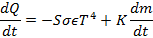 dQ/dt = −SσϵT⁴ + K dm/dt